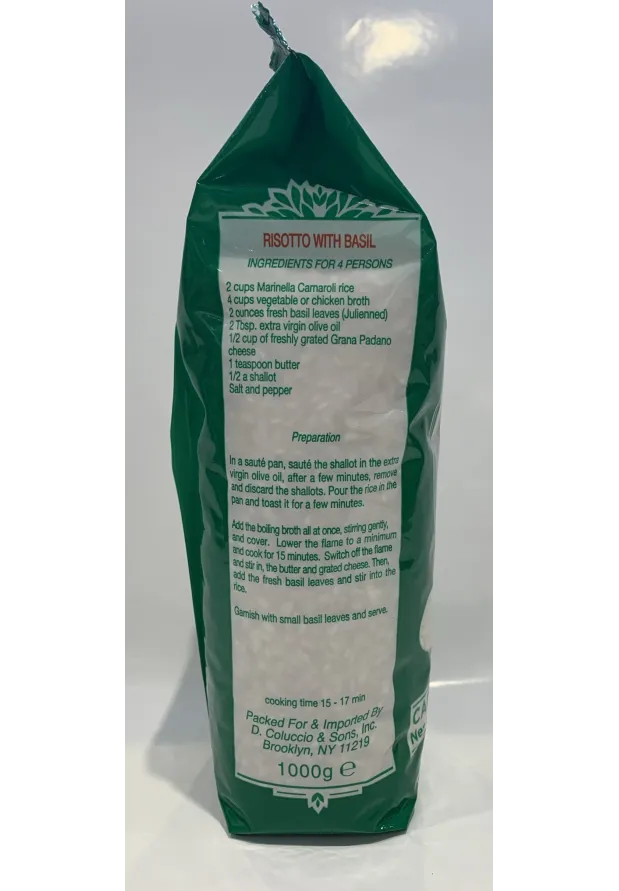 RISOTTO WITH BASIL
INGREDIENTS FOR 4 PERSONS
2 cups Marinella Carnaroli rice
4 cups vegetable or chicken broth
2 ounces fresh basil leaves (Julienned)
2 Tbsp. extra virgin olive oil
1/2 cup of freshly grated Grana Padano
cheese
1 teaspoon butter
1/2 a shallot
Salt and pepper
Preparation
In a sauté pan, sauté the shallot in the extra
virgin olive oil, after a few minutes, remove
and discard the shallots. Pour the rice in the
pan and toast it for a few minutes.
Add the boiling broth all at once, stirring gently,
and cover. Lower the flame to a minimum
and cook for 15 minutes. Switch off the flame
and stir in, the butter and grated cheese. Then,
add the fresh basil leaves and stir into the
rice.
Garnish with small basil leaves and serve.
cooking time 15 - 17 min
Packed For & Imported By
D. Coluccio & Sons, Inc.
Brooklyn, NY 11219
1000g e
CA
Ne